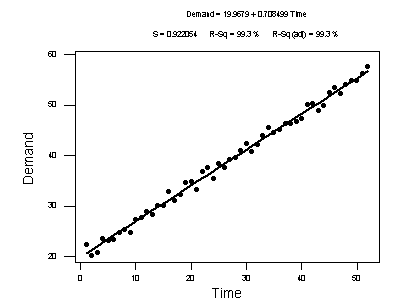 Demand = 19.9679 + 0.708499 Time
S = 0.922054 R-Sq = 99.3 % R-Sq(adj) = 99.3 %
60
50
40
30
20
Demand
0 10 20 30 40 50
Time